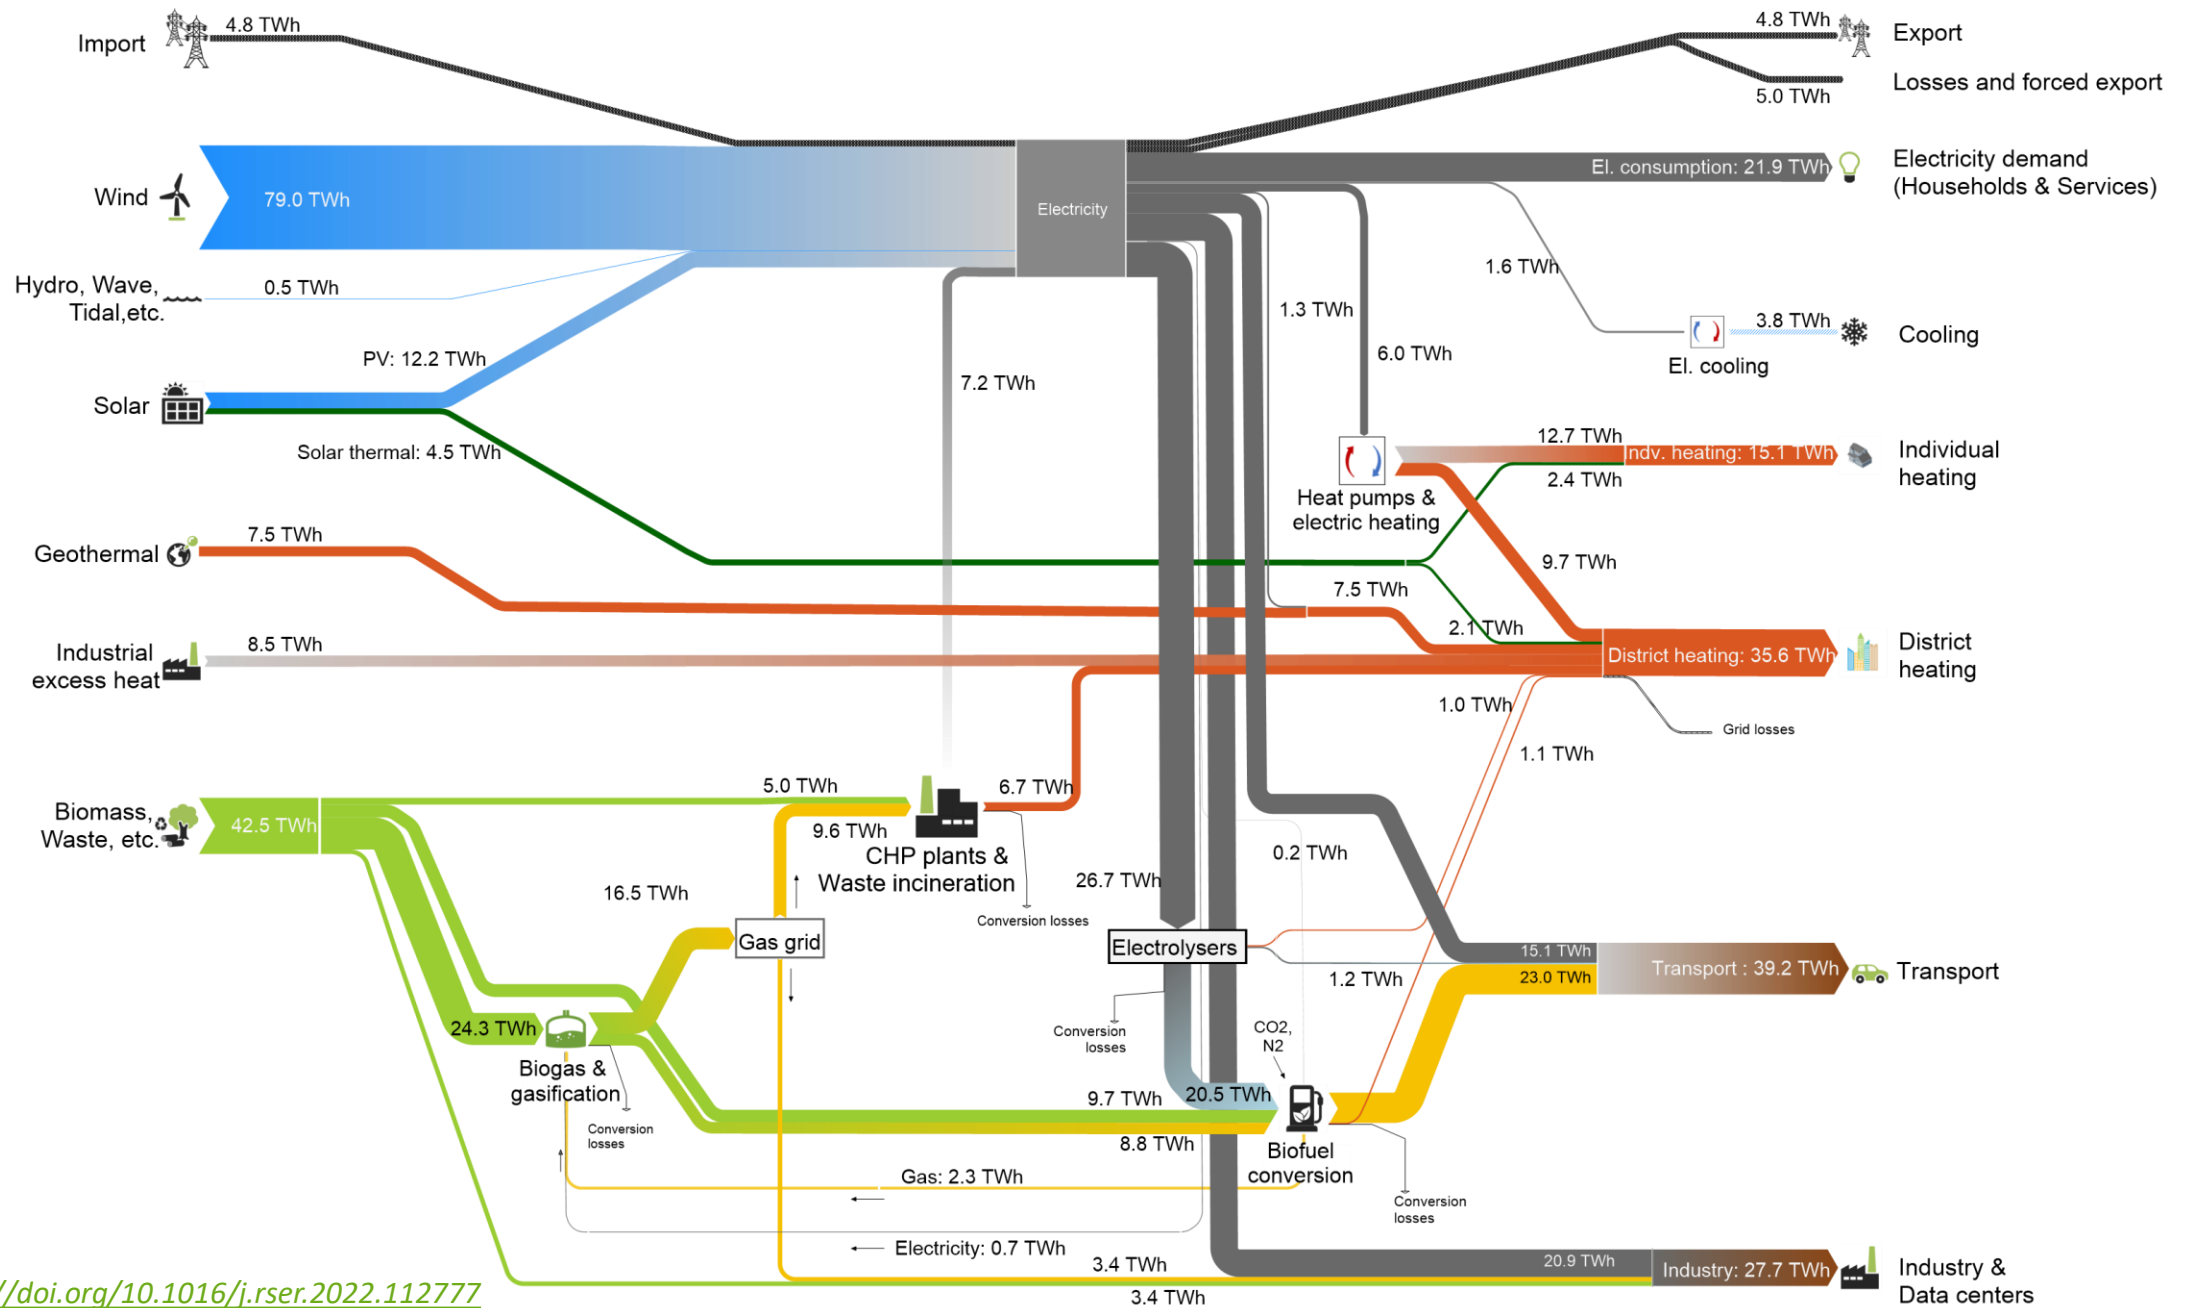 Import
4.8 TWh
4.8 TWh
Export
Losses and forced export
5.0 TWh
Wind
79.0 TWh
Electricity
El. consumption: 21.9 TWh
Electricity demand
(Households & Services)
Hydro, Wave,
Tidal,etc.
0.5 TWh
1.6 TWh
1.3 TWh
3.8 TWh
Cooling
El. cooling
PV: 12.2 TWh
6.0 TWh
7.2 TWh
Solar
Solar thermal: 4.5 TWh
12.7 TWh
Indv. heating: 15.1 TWh
2.4 TWh
Individual
heating
Heat pumps &
electric heating
Geothermal
7.5 TWh
9.7 TWh
7.5 TWh
2.1 TWh
Industrial
excess heat
8.5 TWh
District heating: 35.6 TWh
District
heating
1.0 TWh
Grid losses
1.1 TWh
Biomass,
Waste, etc.
42.5 TWh
5.0 TWh
6.7 TWh
9.6 TWh
CHP plants &
Waste incineration
0.2 TWh
26.7 TWh
16.5 TWh
Conversion losses
Gas grid
Electrolysers
15.1 TWh
1.2 TWh
23.0 TWh
Transport : 39.2 TWh
Transport
24.3 TWh
Conversion
losses
CO2,
N2
Biogas &
gasification
9.7 TWh
20.5 TWh
Conversion
losses
8.8 TWh
Biofuel
conversion
Gas: 2.3 TWh
Conversion
losses
Electricity: 0.7 TWh
3.4 TWh
20.9 TWh
Industry: 27.7 TWh
Industry &
Data centers
3.4 TWh
//doi.org/10.1016/j.rser.2022.112777